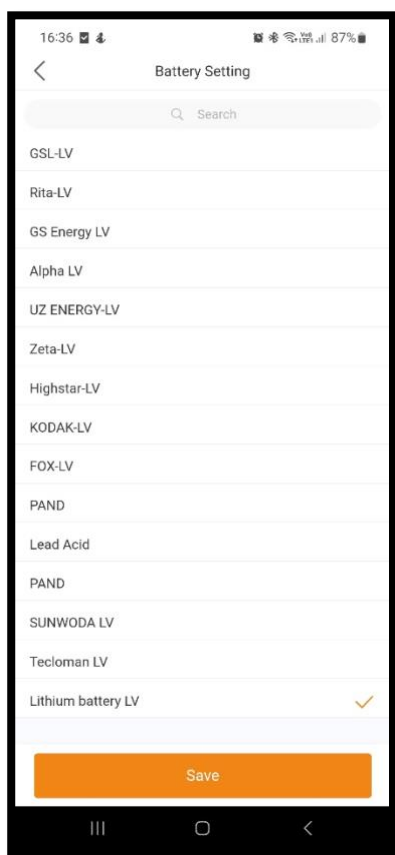 16:36 87%
Battery Setting
Search
GSL-LV
Rita-LV
GS Energy LV
Alpha LV
UZ ENERGY-LV
Zeta-LV
Highstar-LV
KODAK-LV
FOX-LV
PAND
Lead Acid
PAND
SUNWODA LV
Tecloman LV
Lithium battery LV
Save